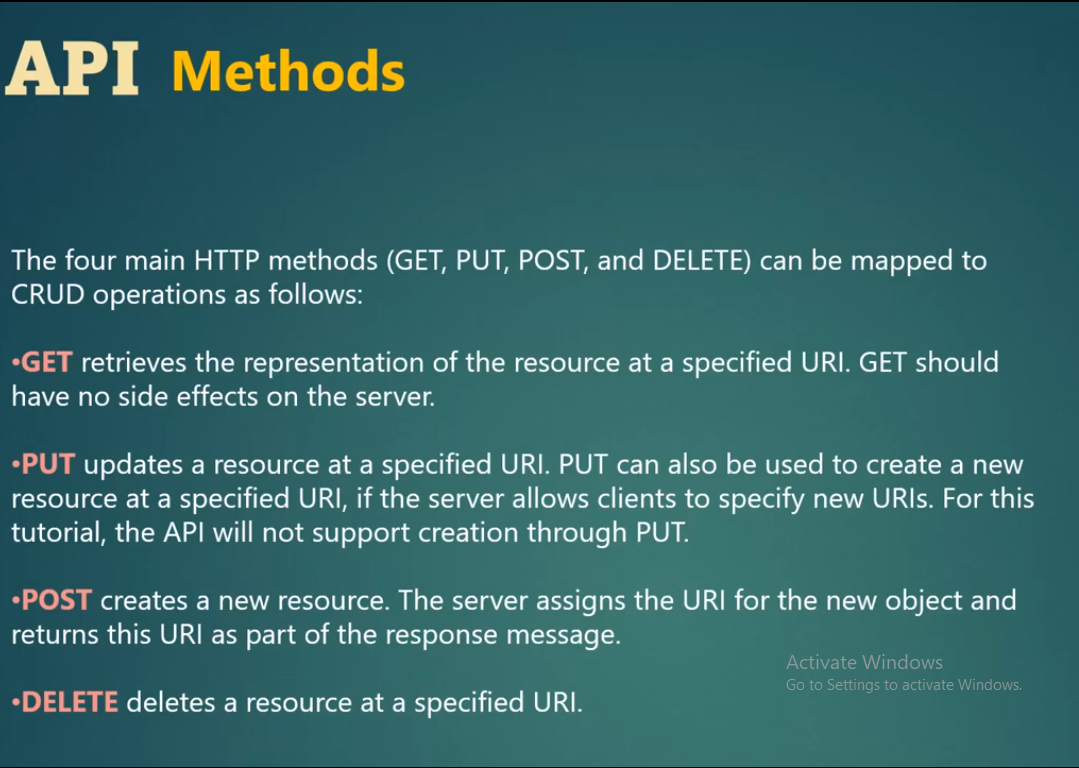 API Methods
The four main HTTP methods (GET, PUT, POST, and DELETE) can be mapped to
CRUD operations as follows:
•GET retrieves the representation of the resource at a specified URI. GET should
have no side effects on the server.
•PUT updates a resource at a specified URI. PUT can also be used to create a new
resource at a specified URI, if the server allows clients to specify new URIs. For this
tutorial, the API will not support creation through PUT.
•POST creates a new resource. The server assigns the URI for the new object and
returns this URI as part of the response message.
Activate Windows
Go to Settings to activate Windows.
•DELETE deletes a resource at a specified URI.